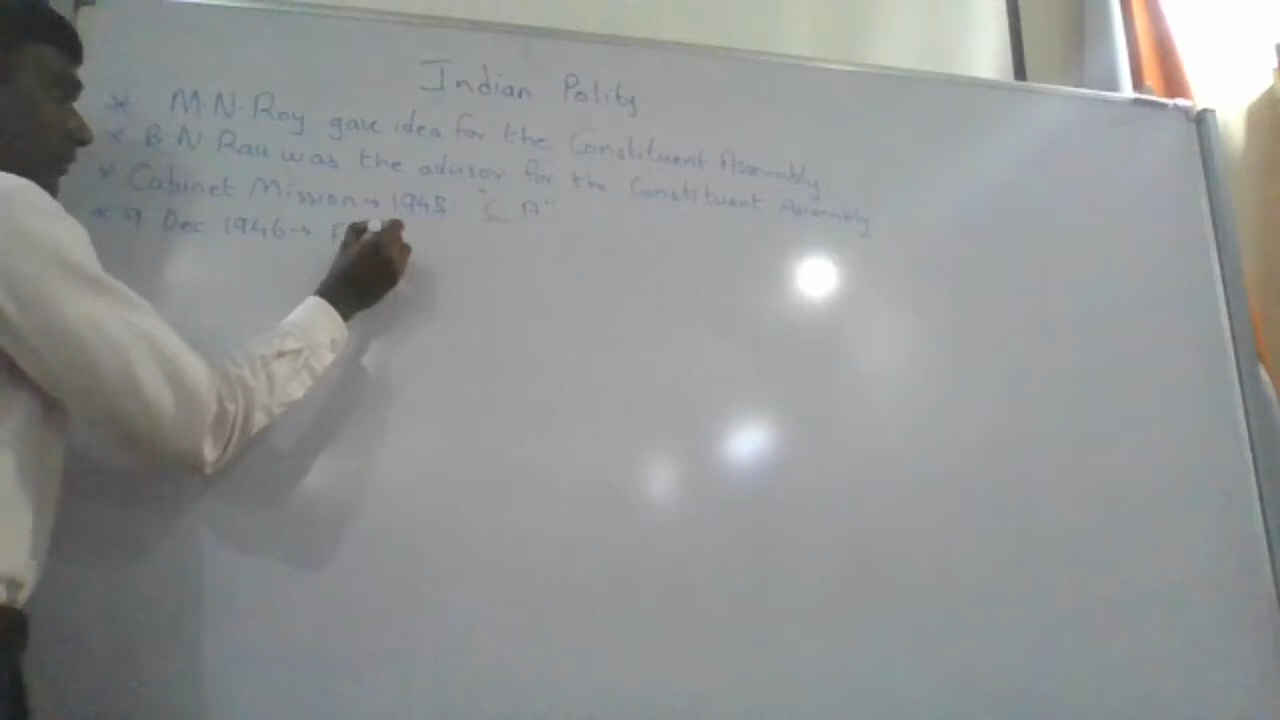 Indian Polity
* M.N.Roy gave idea for the Constituent Assembly.
* B.N Rau was the advisor for the Constituent Assembly
* Cabinet Mission → 1945 "C A"
* 9 Dec 1946 → F